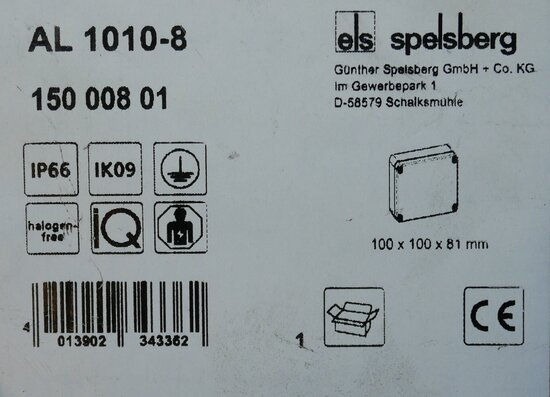 AL 1010-8
150 008 01
els spelsberg
Günther Spelsberg GmbH + Co. KG
Im Gewerbepark 1
D-58579 Schalksmühle
IP66
IK09
halogen-
free
iQ
100 x 100 x 81 mm
4 013902 343362
1
CE